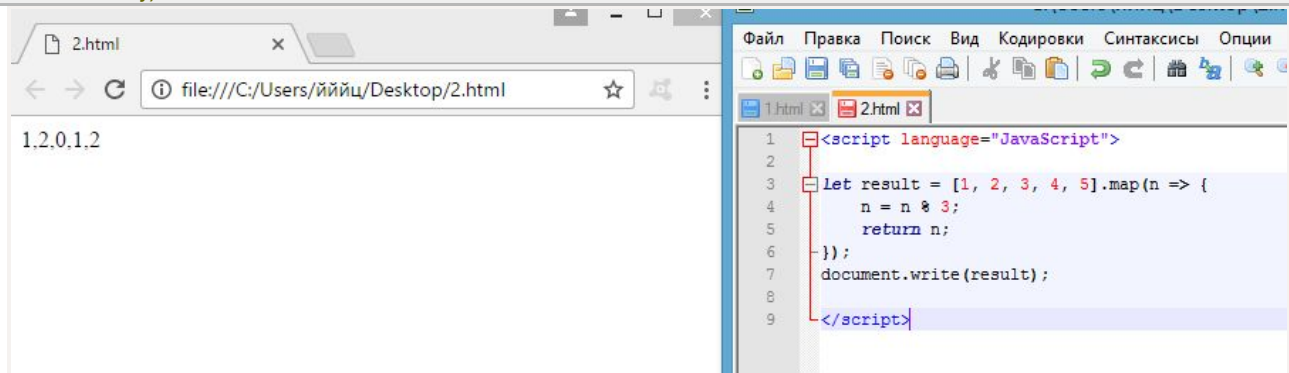 2.html
file:///C:/Users/йййц/Desktop/2.html
1,2,0,1,2
Файл Правка Поиск Вид Кодировки Синтаксисы Опции
1.html 2.html
1 <script language="JavaScript">
2
3 let result = [1, 2, 3, 4, 5].map(n => {
4 n = n % 3;
5 return n;
6 });
7 document.write(result);
8
9 </script>